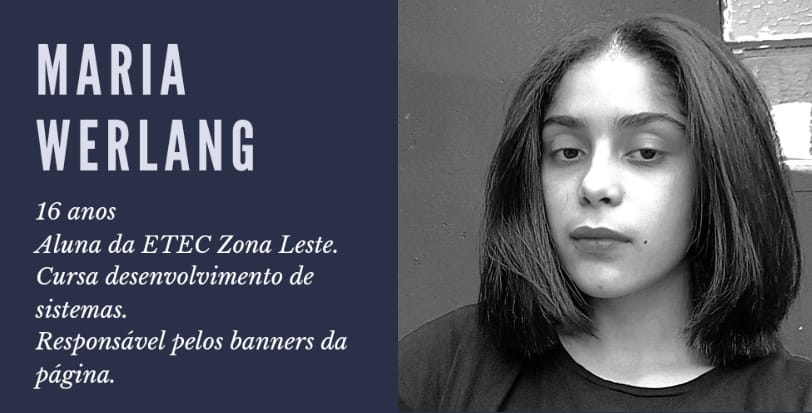 MARIA
WERLANG
16 anos
Aluna da ETEC Zona Leste.
Cursa desenvolvimento de
sistemas.
Responsável pelos banners da
página.